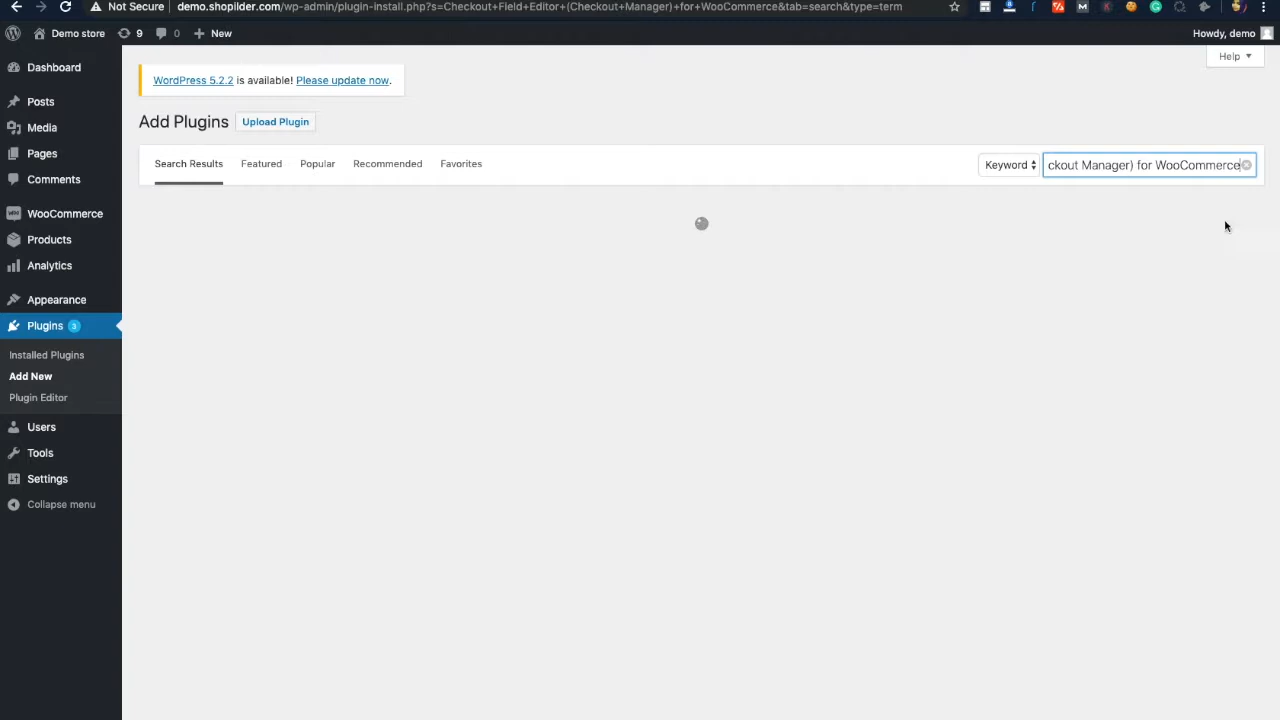 Not Secure demo.shopilder.com/wp-admin/plugin-install.php?s=Checkout+Field+Editor+(Checkout+Manager)+for+WooCommerce&tab=search&type=term
Demo store 9 0 New Howdy, demo
Help
Dashboard
WordPress 5.2.2 is available! Please update now.
Posts
Add Plugins Upload Plugin
Media
Pages
Search Results Featured Popular Recommended Favorites Keyword ckout Manager) for WooCommerce
Comments
WooCommerce
Products
Analytics
Appearance
Plugins 3
Installed Plugins
Add New
Plugin Editor
Users
Tools
Settings
Collapse menu